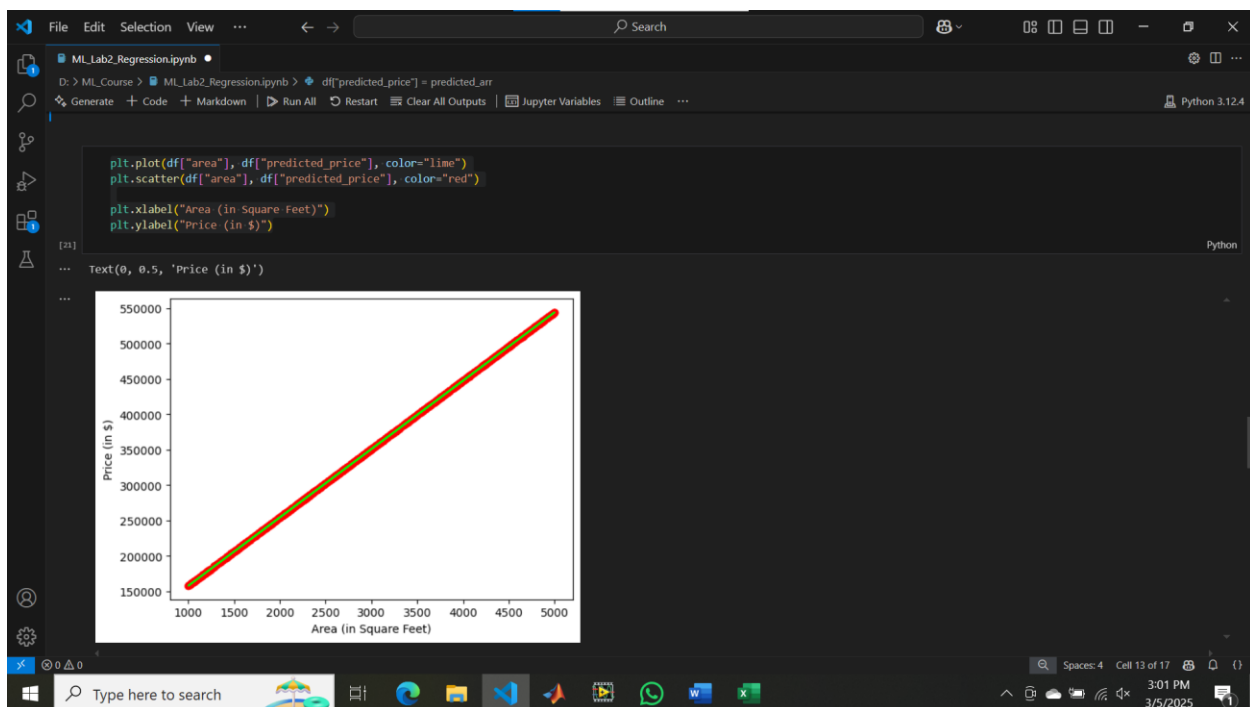 File Edit Selection View ··· Search
ML_Lab2_Regression.ipynb
D: > ML_Course > ML_Lab2_Regression.ipynb > df["predicted_price"] = predicted_arr
Generate + Code + Markdown | Run All Restart Clear All Outputs | Jupyter Variables Outline ··· Python 3.12.4
plt.plot(df["area"], df["predicted_price"], color="lime")
plt.scatter(df["area"], df["predicted_price"], color="red")
plt.xlabel("Area (in Square Feet)")
plt.ylabel("Price (in $)")
[21] Python
··· Text(0, 0.5, 'Price (in $)')
···
550000
500000
450000
400000
350000
300000
250000
200000
150000
Price (in $)
1000 1500 2000 2500 3000 3500 4000 4500 5000
Area (in Square Feet)
0 0 Spaces: 4 Cell 13 of 17
Type here to search
3:01 PM
3/5/2025